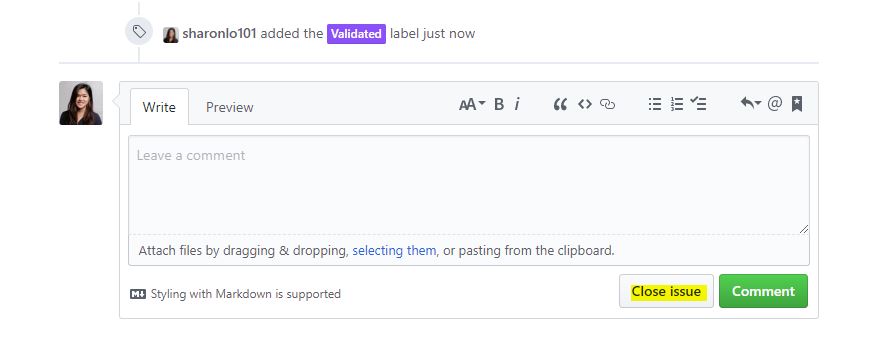 sharonlo101 added the Validated label just now
Write Preview AA B i @
Leave a comment
Attach files by dragging & dropping, selecting them, or pasting from the clipboard.
Styling with Markdown is supported Close issue Comment